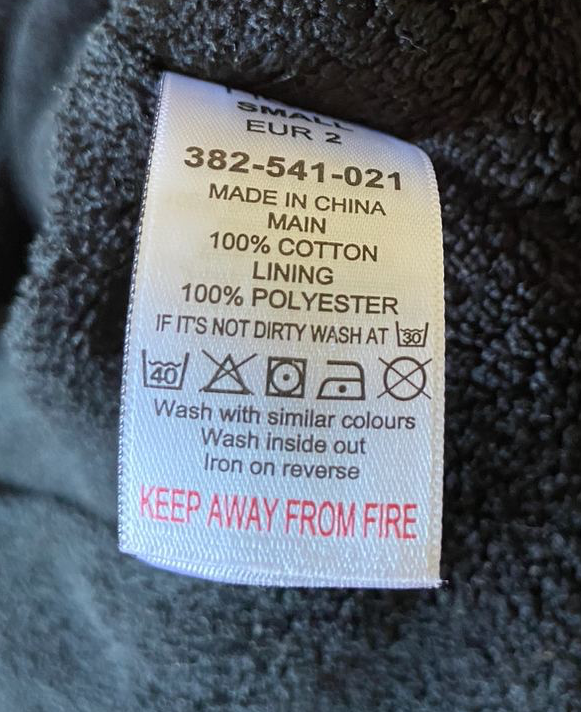 SMALL
EUR 2
382-541-021
MADE IN CHINA
MAIN
100% COTTON
LINING
100% POLYESTER
IF IT'S NOT DIRTY WASH AT 30
40
Wash with similar colours
Wash inside out
Iron on reverse
KEEP AWAY FROM FIRE